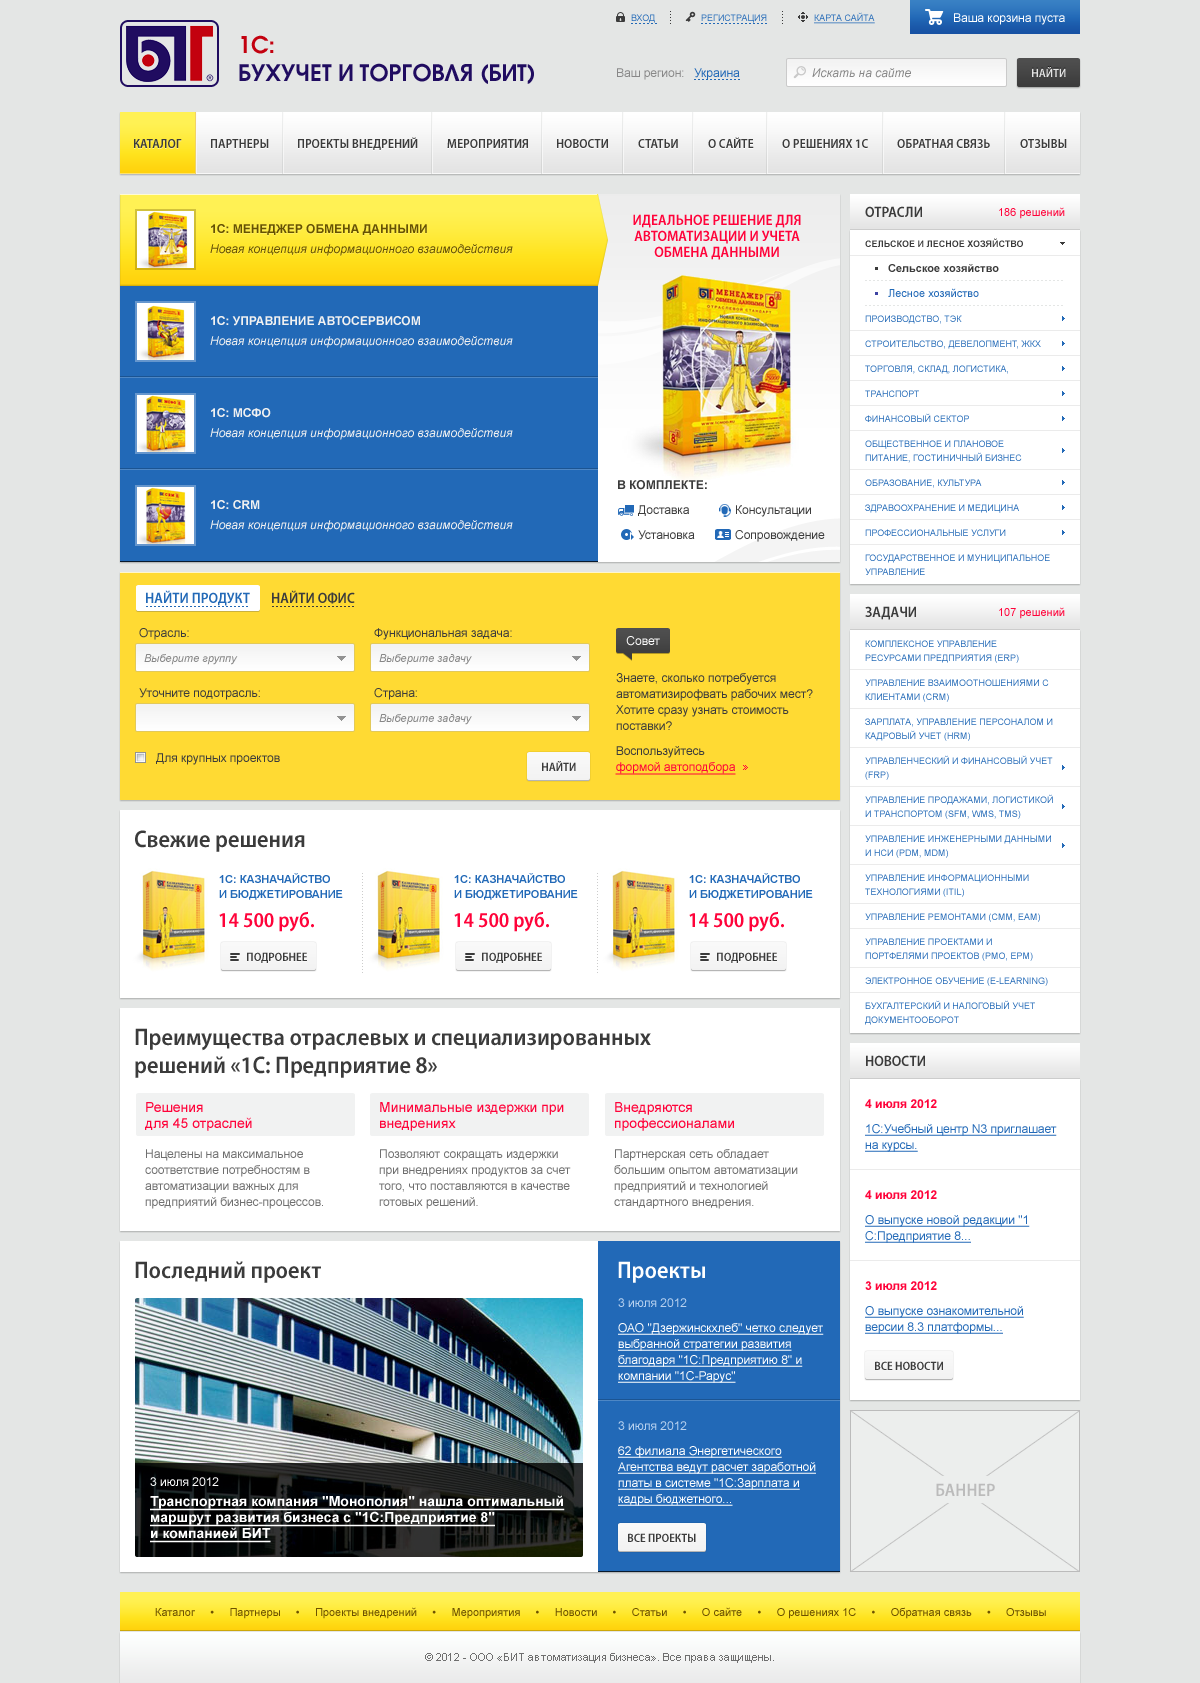 ВХОД
РЕГИСТРАЦИЯ
КАРТА САЙТА
Ваша корзина пуста
БИТ ®
1С:
БУХУЧЕТ И ТОРГОВЛЯ (БИТ)
Ваш регион: Украина
Искать на сайте
НАЙТИ
КАТАЛОГ
ПАРТНЕРЫ
ПРОЕКТЫ ВНЕДРЕНИЙ
МЕРОПРИЯТИЯ
НОВОСТИ
СТАТЬИ
О САЙТЕ
О РЕШЕНИЯХ 1С
ОБРАТНАЯ СВЯЗЬ
ОТЗЫВЫ
1С: МЕНЕДЖЕР ОБМЕНА ДАННЫМИ
Новая концепция информационного взаимодействия
1С: УПРАВЛЕНИЕ АВТОСЕРВИСОМ
Новая концепция информационного взаимодействия
1С: МСФО
Новая концепция информационного взаимодействия
1С: CRM
Новая концепция информационного взаимодействия
ИДЕАЛЬНОЕ РЕШЕНИЕ ДЛЯ
АВТОМАТИЗАЦИИ И УЧЕТА
ОБМЕНА ДАННЫМИ
БИТ
МЕНЕДЖЕР
ОБМЕНА ДАННЫМИ 8
В КОМПЛЕКТЕ:
Доставка
Консультации
Установка
Сопровождение
НАЙТИ ПРОДУКТ
НАЙТИ ОФИС
Отрасль:
Функциональная задача:
Выберите группу
Выберите задачу
Уточните подотрасль:
Страна:
Выберите задачу
Для крупных проектов
НАЙТИ
Совет
Знаете, сколько потребуется
автоматизирофвать рабочих мест?
Хотите сразу узнать стоимость
поставки?
Воспользуйтесь
формой автоподбора »
Свежие решения
1С: КАЗНАЧАЙСТВО
И БЮДЖЕТИРОВАНИЕ
14 500 руб.
ПОДРОБНЕЕ
1С: КАЗНАЧАЙСТВО
И БЮДЖЕТИРОВАНИЕ
14 500 руб.
ПОДРОБНЕЕ
1С: КАЗНАЧАЙСТВО
И БЮДЖЕТИРОВАНИЕ
14 500 руб.
ПОДРОБНЕЕ
Преимущества отраслевых и специализированных
решений «1С: Предприятие 8»
Решения
для 45 отраслей
Нацелены на максимальное
соответствие потребностям в
автоматизации важных для
предприятий бизнес-процессов.
Минимальные издержки при
внедрениях
Позволяют сокращать издержки
при внедрениях продуктов за счет
того, что поставляются в качестве
готовых решений.
Внедряются
профессионалами
Партнерская сеть обладает
большим опытом автоматизации
предприятий и технологией
стандартного внедрения.
Последний проект
3 июля 2012
Транспортная компания "Монополия" нашла оптимальный
маршрут развития бизнеса с "1С:Предприятие 8"
и компанией БИТ
Проекты
3 июля 2012
ОАО "Дзержинскхлеб" четко следует
выбранной стратегии развития
благодаря "1С:Предприятию 8" и
компании "1С-Рарус"
3 июля 2012
62 филиала Энергетического
Агентства ведут расчет заработной
платы в системе "1С:Зарплата и
кадры бюджетного...
ВСЕ ПРОЕКТЫ
ОТРАСЛИ
186 решений
СЕЛЬСКОЕ И ЛЕСНОЕ ХОЗЯЙСТВО
Сельское хозяйство
Лесное хозяйство
ПРОИЗВОДСТВО, ТЭК
СТРОИТЕЛЬСТВО, ДЕВЕЛОПМЕНТ, ЖКХ
ТОРГОВЛЯ, СКЛАД, ЛОГИСТИКА,
ТРАНСПОРТ
ФИНАНСОВЫЙ СЕКТОР
ОБЩЕСТВЕННОЕ И ПЛАНОВОЕ
ПИТАНИЕ, ГОСТИНИЧНЫЙ БИЗНЕС
ОБРАЗОВАНИЕ, КУЛЬТУРА
ЗДРАВООХРАНЕНИЕ И МЕДИЦИНА
ПРОФЕССИОНАЛЬНЫЕ УСЛУГИ
ГОСУДАРСТВЕННОЕ И МУНИЦИПАЛЬНОЕ
УПРАВЛЕНИЕ
ЗАДАЧИ
107 решений
КОМПЛЕКСНОЕ УПРАВЛЕНИЕ
РЕСУРСАМИ ПРЕДПРИЯТИЯ (ERP)
УПРАВЛЕНИЕ ВЗАИМООТНОШЕНИЯМИ С
КЛИЕНТАМИ (CRM)
ЗАРПЛАТА, УПРАВЛЕНИЕ ПЕРСОНАЛОМ И
КАДРОВЫЙ УЧЕТ (HRM)
УПРАВЛЕНЧЕСКИЙ И ФИНАНСОВЫЙ УЧЕТ
(FRP)
УПРАВЛЕНИЕ ПРОДАЖАМИ, ЛОГИСТИКОЙ
И ТРАНСПОРТОМ (SFM, WMS, TMS)
УПРАВЛЕНИЕ ИНЖЕНЕРНЫМИ ДАННЫМИ
И НСИ (PDM, MDM)
УПРАВЛЕНИЕ ИНФОРМАЦИОННЫМИ
ТЕХНОЛОГИЯМИ (ITIL)
УПРАВЛЕНИЕ РЕМОНТАМИ (CMM, EAM)
УПРАВЛЕНИЕ ПРОЕКТАМИ И
ПОРТФЕЛЯМИ ПРОЕКТОВ (PMO, EPM)
ЭЛЕКТРОННОЕ ОБУЧЕНИЕ (E-LEARNING)
БУХГАЛТЕРСКИЙ И НАЛОГОВЫЙ УЧЕТ
ДОКУМЕНТООБОРОТ
НОВОСТИ
4 июля 2012
1С:Учебный центр N3 приглашает
на курсы.
4 июля 2012
О выпуске новой редакции "1
С:Предприятие 8...
3 июля 2012
О выпуске ознакомительной
версии 8.3 платформы...
ВСЕ НОВОСТИ
БАННЕР
Каталог • Партнеры • Проекты внедрений • Мероприятия • Новости • Статьи • О сайте • О решениях 1С • Обратная связь • Отзывы
© 2012 - ООО «БИТ автоматизация бизнеса». Все права защищены.